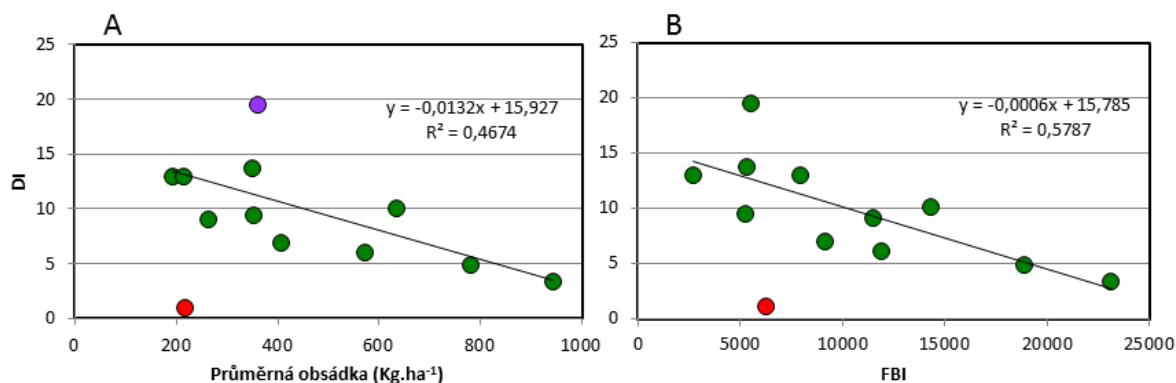 A
25
20
15
10
5
0
DI
y = -0,0132x + 15,927
R² = 0,4674
0 200 400 600 800 1000
Průměrná obsádka (Kg.ha⁻¹)
B
25
20
15
10
5
0
y = -0,0006x + 15,785
R² = 0,5787
0 5000 10000 15000 20000 25000
FBI